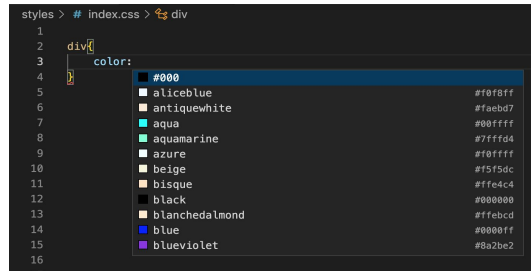 styles > # index.css > div
1
2 div{
3 color:
4 } #000
5 aliceblue #f0f8ff
6 antiquewhite #faebd7
7 aqua #00ffff
8 aquamarine #7fffd4
9 azure #f0ffff
10 beige #f5f5dc
11 bisque #ffe4c4
12 black #000000
13 blanchedalmond #ffebcd
14 blue #0000ff
15 blueviolet #8a2be2
16